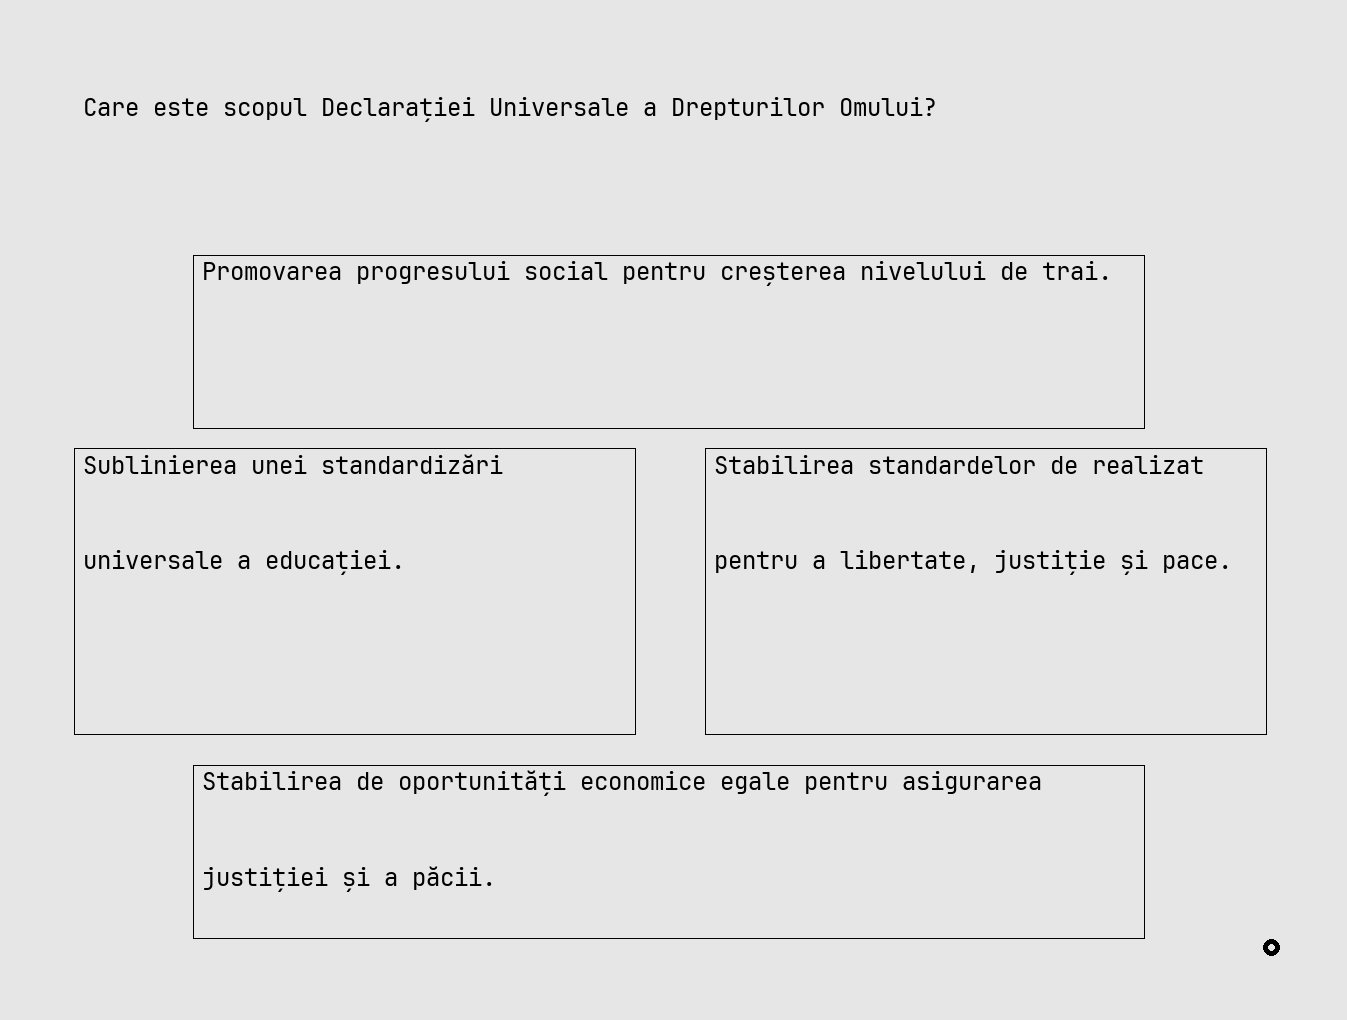 Care este scopul Declarației Universale a Drepturilor Omului?
Promovarea progresului social pentru creșterea nivelului de trai.
Sublinierea unei standardizări
universale a educației.
Stabilirea standardelor de realizat
pentru a libertate, justiție și pace.
Stabilirea de oportunități economice egale pentru asigurarea
justiției și a păcii.